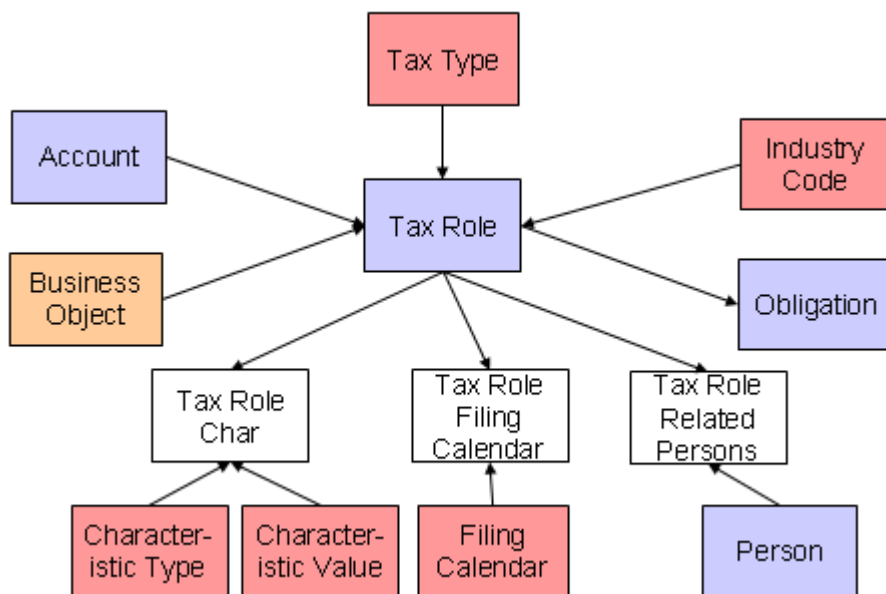 Tax Type
Account
Industry
Code
Tax Role
Business
Object
Obligation
Tax Role
Char
Tax Role
Filing
Calendar
Tax Role
Related
Persons
Character-
istic Type
Character-
istic Value
Filing
Calendar
Person